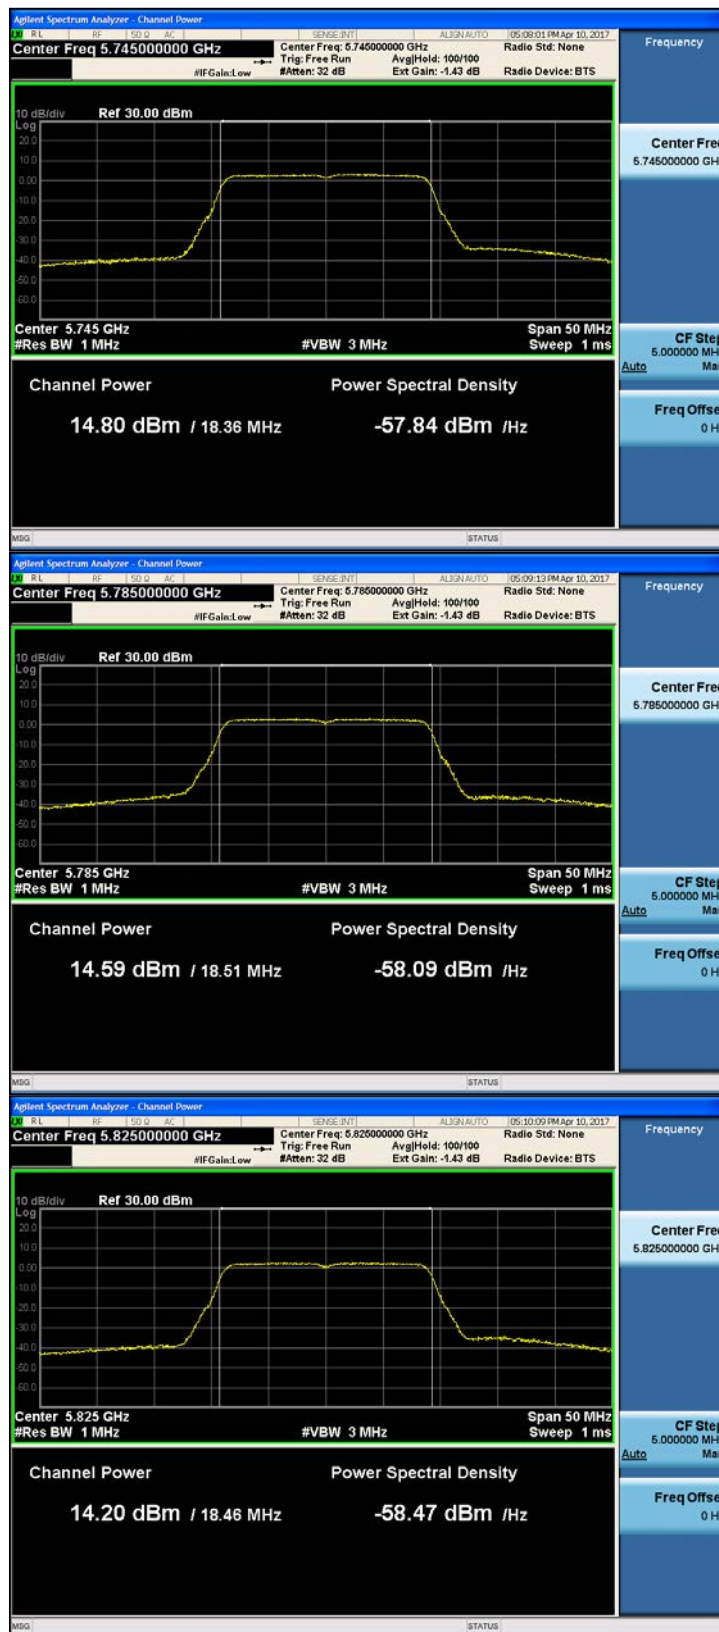 Agilent Spectrum Analyzer - Channel Power
RL RF 50 Ω AC SENSE:INT ALIGN AUTO 05:08:01 PM Apr 10, 2017
Center Freq 5.745000000 GHz
Center Freq: 5.745000000 GHz Radio Std: None
Trig: Free Run Avg|Hold: 100/100
#IFGain:Low #Atten: 32 dB Ext Gain: -1.43 dB Radio Device: BTS
10 dB/div Ref 30.00 dBm
Log
20.0
10.0
0.00
-10.0
-20.0
-30.0
-40.0
-50.0
-60.0
Center 5.745 GHz Span 50 MHz
#Res BW 1 MHz #VBW 3 MHz Sweep 1 ms
Channel Power Power Spectral Density
14.80 dBm / 18.36 MHz -57.84 dBm /Hz
MSG STATUS
Frequency
Center Fre
5.745000000 GH
CF Step
5.000000 MH
Auto Ma
Freq Offse
0 H
Agilent Spectrum Analyzer - Channel Power
RL RF 50 Ω AC SENSE:INT ALIGN AUTO 05:09:13 PM Apr 10, 2017
Center Freq 5.785000000 GHz
Center Freq: 5.785000000 GHz Radio Std: None
Trig: Free Run Avg|Hold: 100/100
#IFGain:Low #Atten: 32 dB Ext Gain: -1.43 dB Radio Device: BTS
10 dB/div Ref 30.00 dBm
Log
20.0
10.0
0.00
-10.0
-20.0
-30.0
-40.0
-50.0
-60.0
Center 5.785 GHz Span 50 MHz
#Res BW 1 MHz #VBW 3 MHz Sweep 1 ms
Channel Power Power Spectral Density
14.59 dBm / 18.51 MHz -58.09 dBm /Hz
MSG STATUS
Frequency
Center Fre
5.785000000 GH
CF Step
5.000000 MH
Auto Ma
Freq Offse
0 H
Agilent Spectrum Analyzer - Channel Power
RL RF 50 Ω AC SENSE:INT ALIGN AUTO 05:10:09 PM Apr 10, 2017
Center Freq 5.825000000 GHz
Center Freq: 5.825000000 GHz Radio Std: None
Trig: Free Run Avg|Hold: 100/100
#IFGain:Low #Atten: 32 dB Ext Gain: -1.43 dB Radio Device: BTS
10 dB/div Ref 30.00 dBm
Log
20.0
10.0
0.00
-10.0
-20.0
-30.0
-40.0
-50.0
-60.0
Center 5.825 GHz Span 50 MHz
#Res BW 1 MHz #VBW 3 MHz Sweep 1 ms
Channel Power Power Spectral Density
14.20 dBm / 18.46 MHz -58.47 dBm /Hz
MSG STATUS
Frequency
Center Fre
5.825000000 GH
CF Step
5.000000 MH
Auto Ma
Freq Offse
0 H